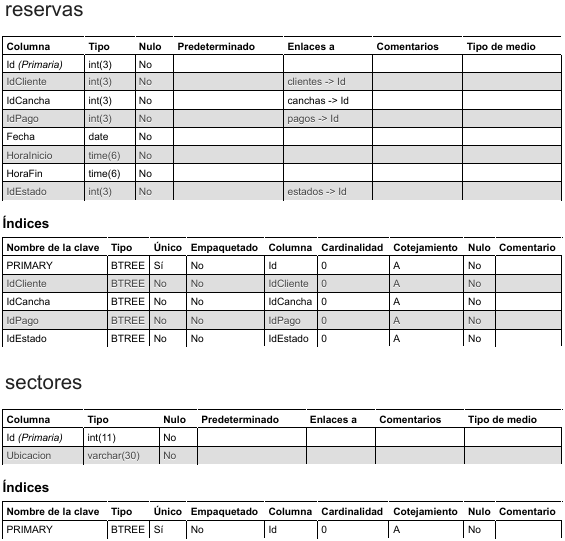 reservas
Columna Tipo Nulo Predeterminado Enlaces a Comentarios Tipo de medio
Id (Primaria) int(3) No
IdCliente int(3) No clientes -> Id
IdCancha int(3) No canchas -> Id
IdPago int(3) No pagos -> Id
Fecha date No
HoraInicio time(6) No
HoraFin time(6) No
IdEstado int(3) No estados -> Id
Índices
Nombre de la clave Tipo Único Empaquetado Columna Cardinalidad Cotejamiento Nulo Comentario
PRIMARY BTREE Sí No Id 0 A No
IdCliente BTREE No No IdCliente 0 A No
IdCancha BTREE No No IdCancha 0 A No
IdPago BTREE No No IdPago 0 A No
IdEstado BTREE No No IdEstado 0 A No
sectores
Columna Tipo Nulo Predeterminado Enlaces a Comentarios Tipo de medio
Id (Primaria) int(11) No
Ubicacion varchar(30) No
Índices
Nombre de la clave Tipo Único Empaquetado Columna Cardinalidad Cotejamiento Nulo Comentario
PRIMARY BTREE Sí No Id 0 A No